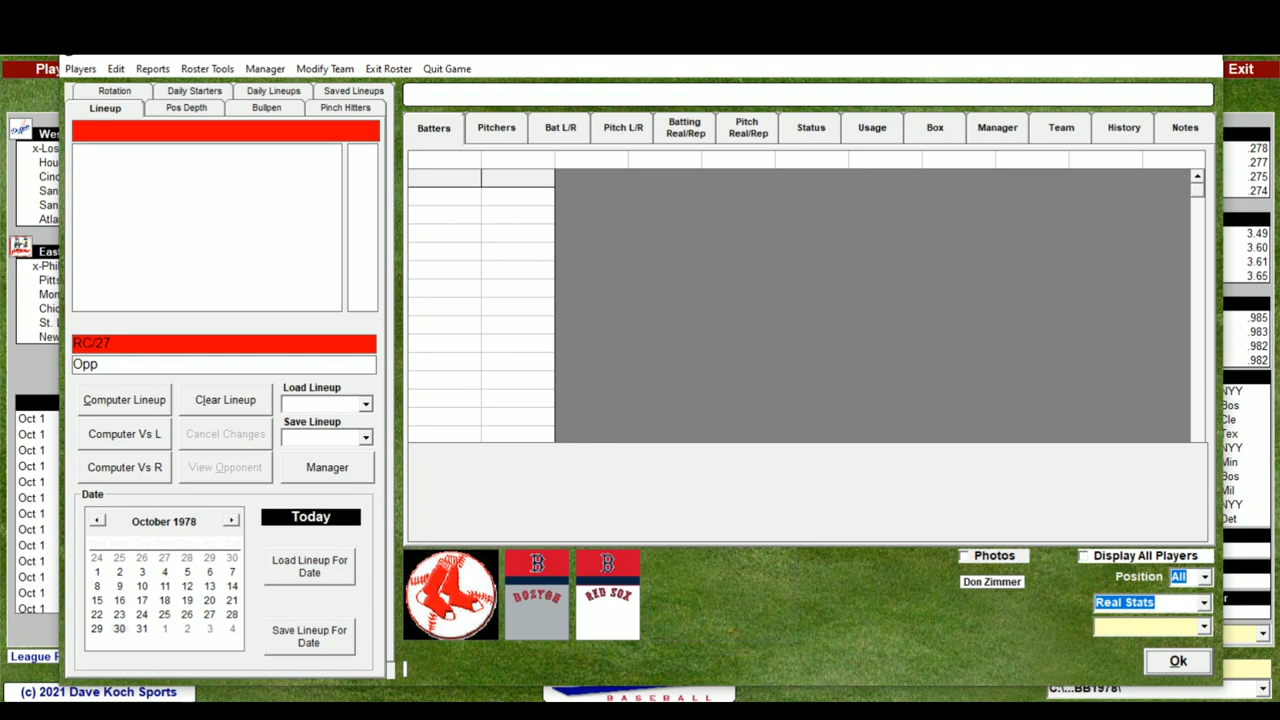 Play
Exit
Players Edit Reports Roster Tools Manager Modify Team Exit Roster Quit Game
Rotation Daily Starters Daily Lineups Saved Lineups
Lineup Pos Depth Bullpen Pinch Hitters
Batters Pitchers Bat L/R Pitch L/R Batting Real/Rep Pitch Real/Rep Status Usage Box Manager Team History Notes
Wes
x-Los
Hou
Cinc
San
San
Atla
East
x-Phil
Pitts
Mon
Chic
St. L
New
.278
.277
.275
.274
3.49
3.60
3.61
3.65
.985
.983
.982
.982
NYY
Bos
Cle
Tex
NYY
Min
Bos
Mil
NYY
Det
RC/27
Opp
Computer Lineup Clear Lineup Load Lineup
Computer Vs L Cancel Changes Save Lineup
Computer Vs R View Opponent Manager
Date
October 1978
24 25 26 27 28 29 30
1 2 3 4 5 6 7
8 9 10 11 12 13 14
15 16 17 18 19 20 21
22 23 24 25 26 27 28
29 30 31 1 2 3 4
Today
Load Lineup For
Date
Save Lineup For
Date
Oct 1
Oct 1
Oct 1
Oct 1
Oct 1
Oct 1
Oct 1
Oct 1
Oct 1
Oct 1
Oct 1
Oct 1
Oct 1
B B
BOSTON RED SOX
Photos
Don Zimmer
Display All Players
Position All
Real Stats
Ok
League
(c) 2021 Dave Koch Sports
BASEBALL
C:\...BB1978\